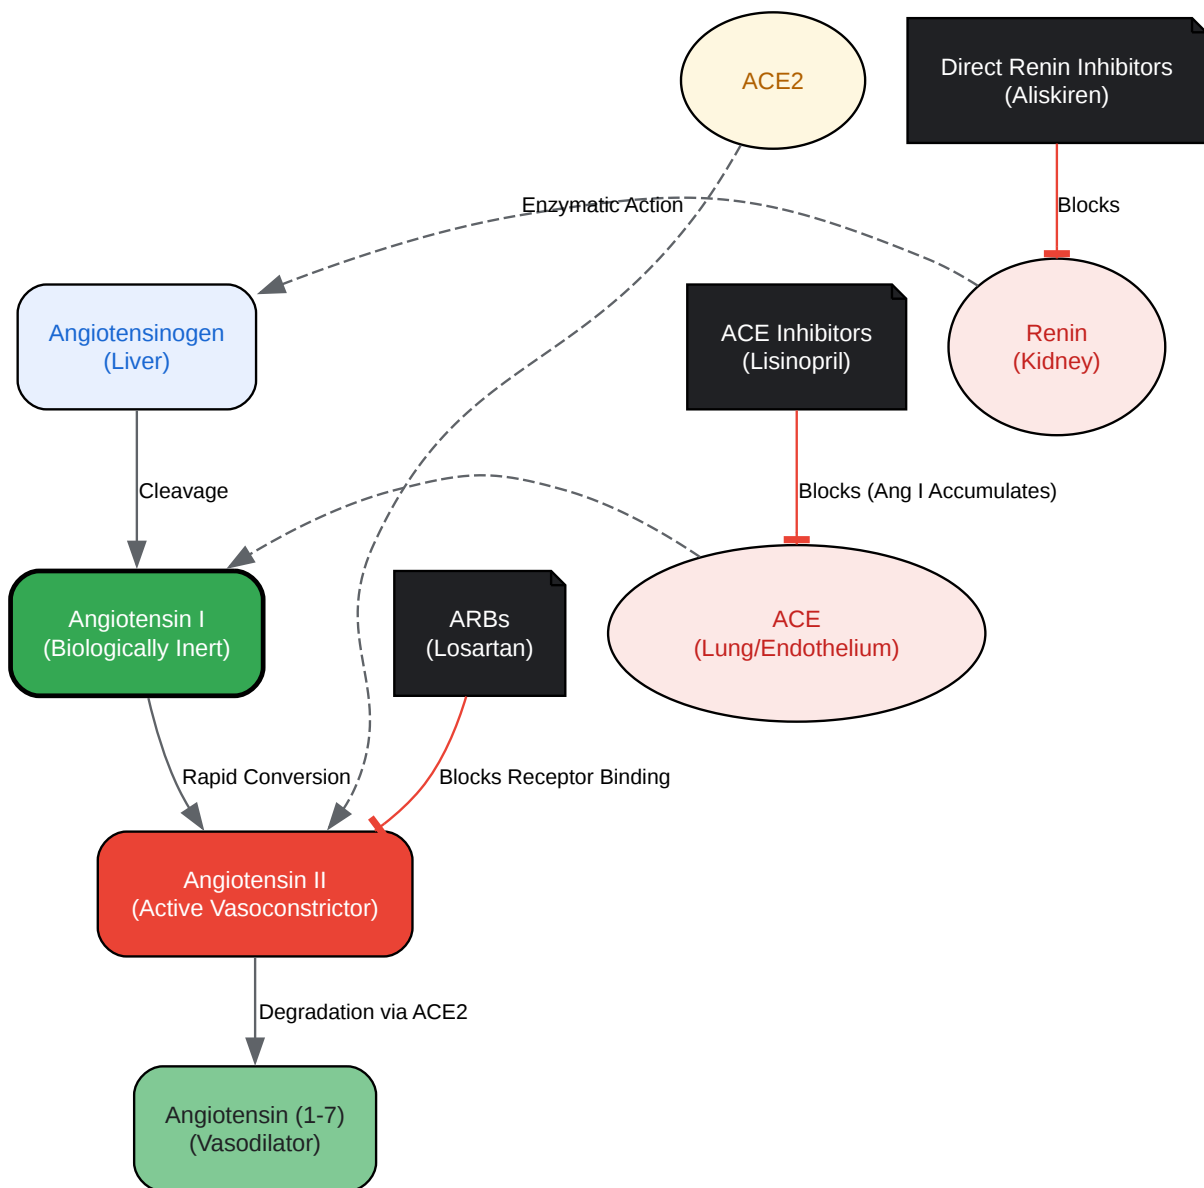 ACE2
Direct Renin Inhibitors
(Aliskiren)
Enzymatic Action
Blocks
Angiotensinogen
(Liver)
ACE Inhibitors
(Lisinopril)
Renin
(Kidney)
Cleavage
Blocks (Ang I Accumulates)
Angiotensin I
(Biologically Inert)
ARBs
(Losartan)
ACE
(Lung/Endothelium)
Rapid Conversion
Blocks Receptor Binding
Angiotensin II
(Active Vasoconstrictor)
Degradation via ACE2
Angiotensin (1-7)
(Vasodilator)